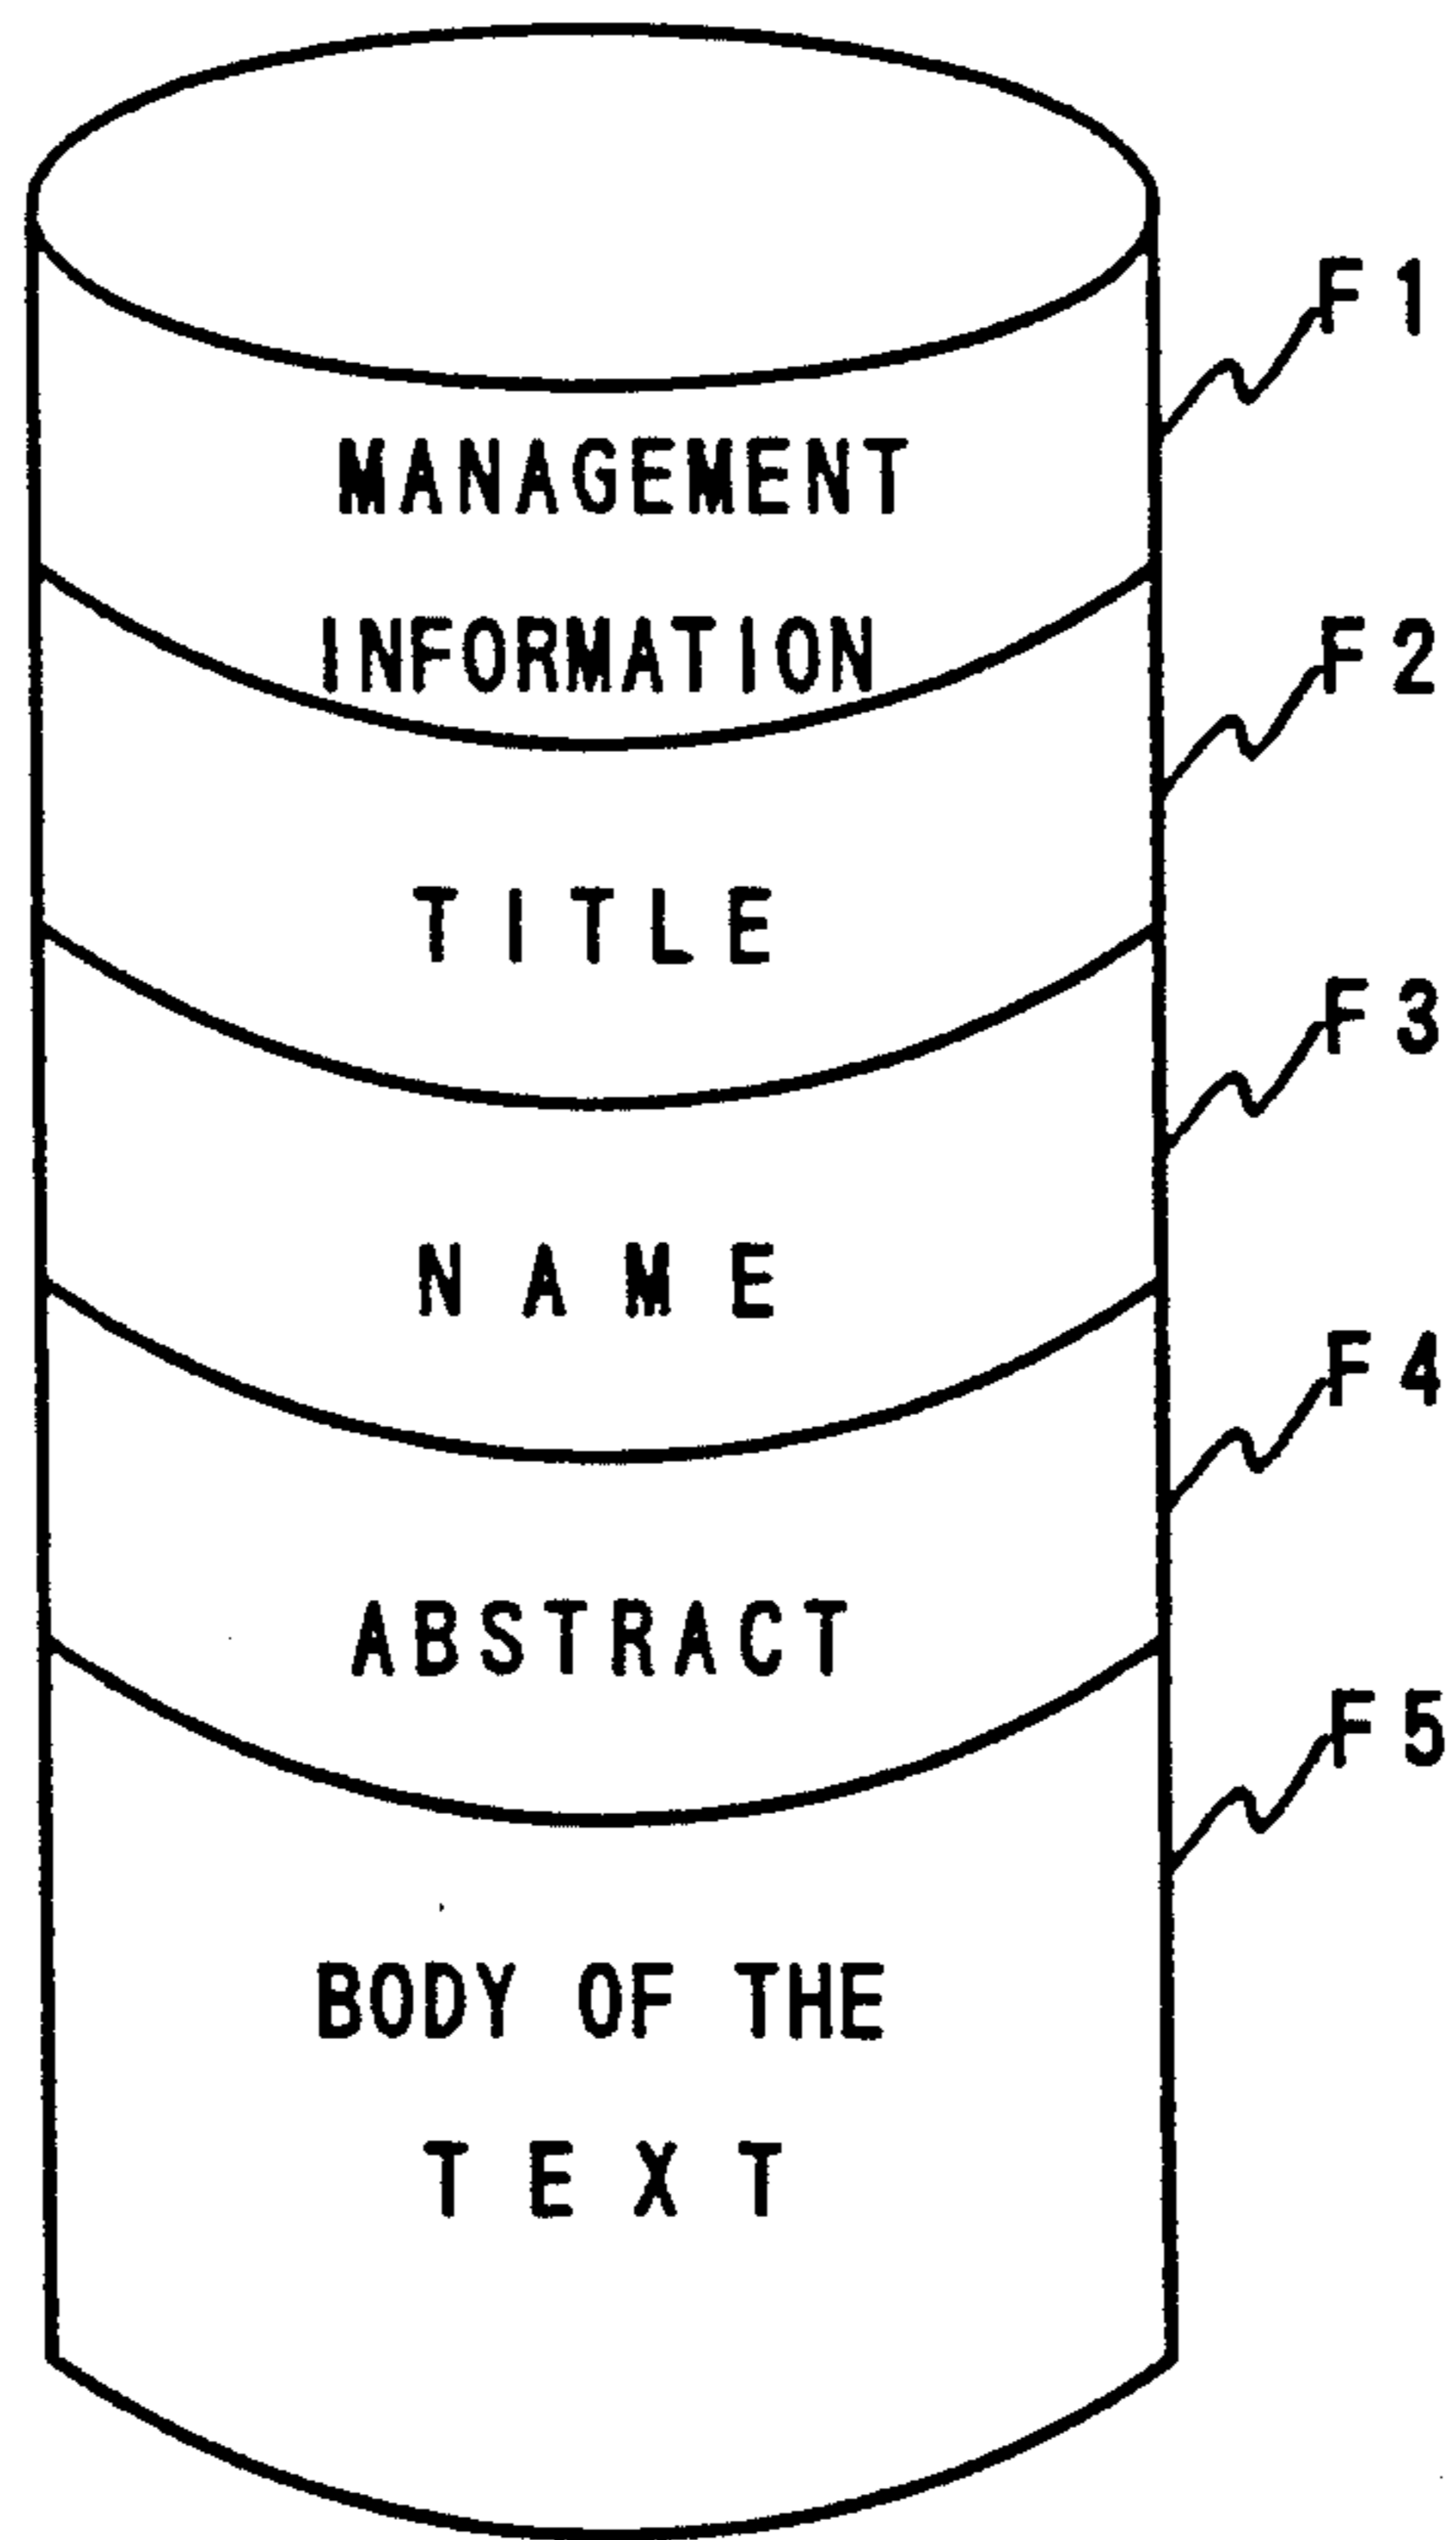 F1
MANAGEMENT
INFORMATION
F2
TITLE
F3
NAME
F4
ABSTRACT
F5
BODY OF THE
TEXT